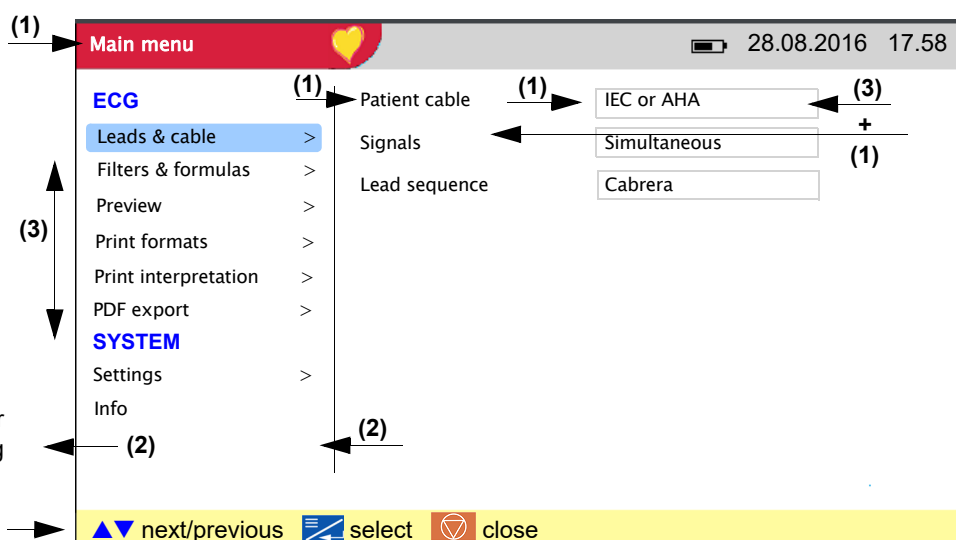 (1)
Main menu 28.08.2016 17.58
ECG
(1)
Patient cable
(1)
IEC or AHA
(3)
+
(1)
Leads & cable >
Signals
Simultaneous
Filters & formulas >
Lead sequence
Cabrera
Preview >
(3)
Print formats >
Print interpretation >
PDF export >
SYSTEM
Settings >
Info
(2)
(2)
next/previous select close